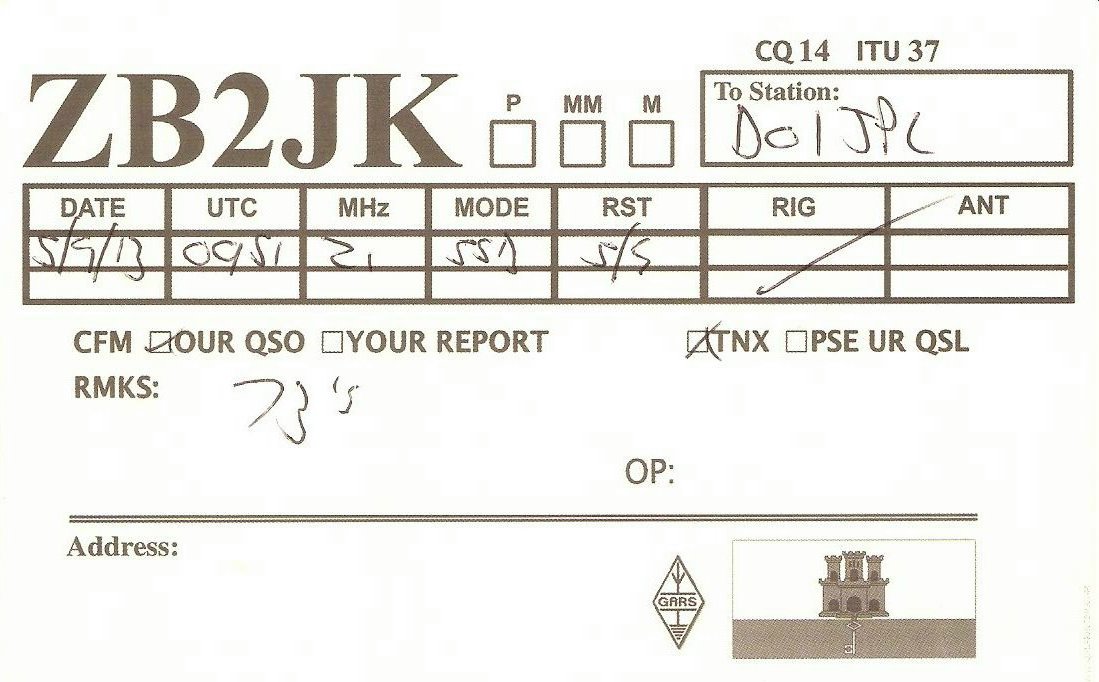 CQ 14 ITU 37
ZB2JK P MM M To Station:
DO1JPL
DATE UTC MHz MODE RST RIG ANT
5/9/13 0951 21 SSB 5/5
CFM OUR QSO YOUR REPORT TNX PSE UR QSL
RMKS: 73's
OP:
Address:
GARS